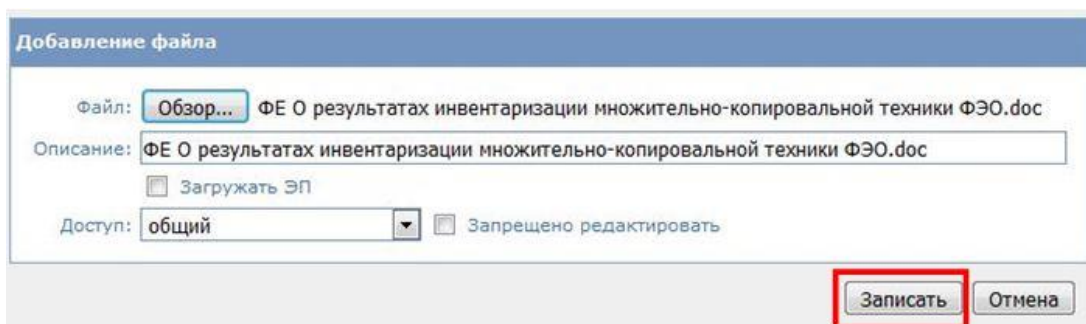 Добавление файла
Файл: Обзор... ФЕ О результатах инвентаризации множительно-копировальной техники ФЭО.doc
Описание: ФЕ О результатах инвентаризации множительно-копировальной техники ФЭО.doc
Загружать ЭП
Доступ: общий Запрещено редактировать
Записать Отмена